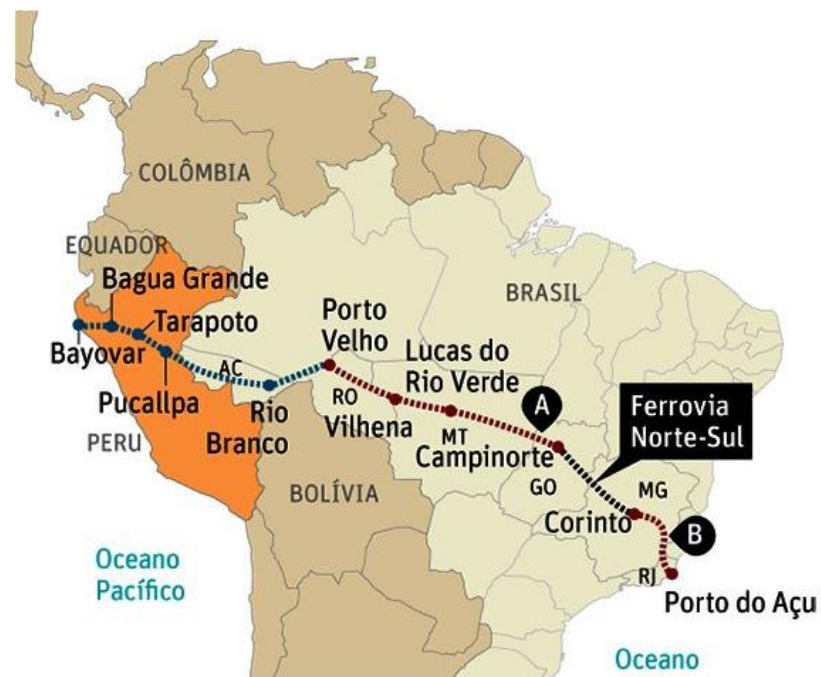 COLÔMBIA
EQUADOR
Bagua Grande
Tarapoto
Bayovar
Pucallpa
PERU
AC
Rio
Branco
Porto
Velho
BRASIL
Lucas do
Rio Verde
RO
Vilhena
MT
Campinorte
A
Ferrovia
Norte-Sul
GO
MG
Corinto
B
RJ
Porto do Açu
BOLÍVIA
Oceano
Pacífico
Oceano